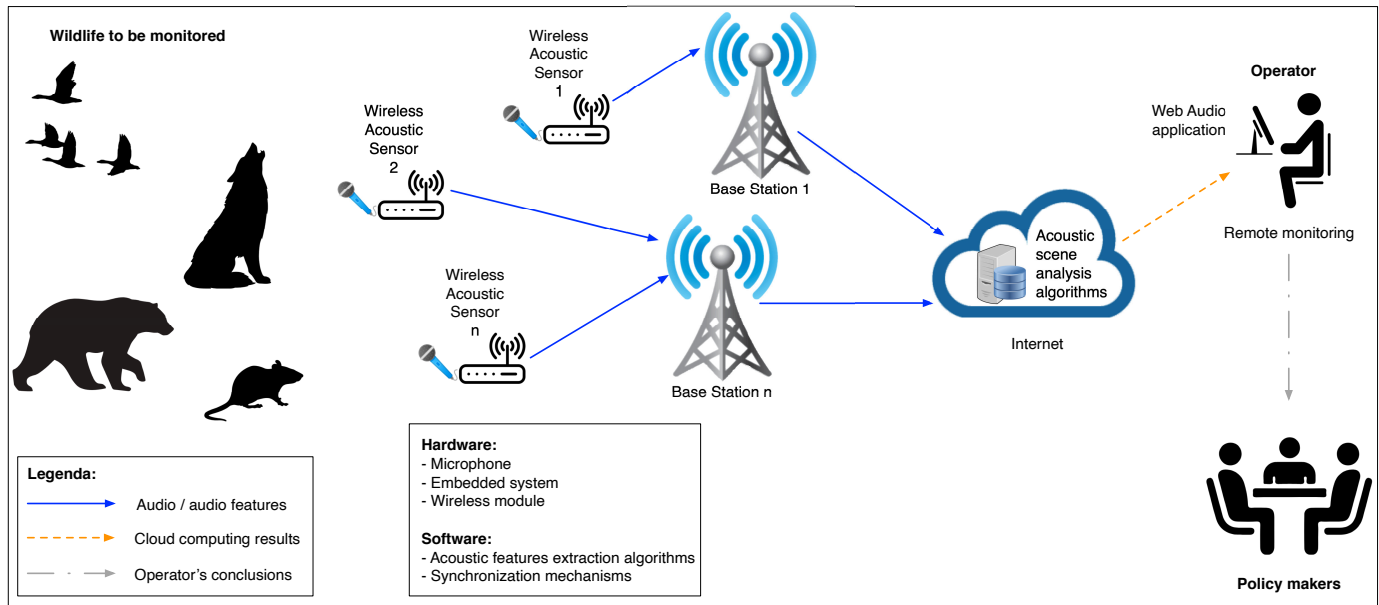 Wildlife to be monitored
Wireless
Acoustic
Sensor
1
Wireless
Acoustic
Sensor
2
Wireless
Acoustic
Sensor
n
Base Station 1
Base Station n
Acoustic
scene
analysis
algorithms
Internet
Operator
Web Audio
application
Remote monitoring
Policy makers
Legenda:
Audio / audio features
Cloud computing results
Operator's conclusions
Hardware:
- Microphone
- Embedded system
- Wireless module
Software:
- Acoustic features extraction algorithms
- Synchronization mechanisms